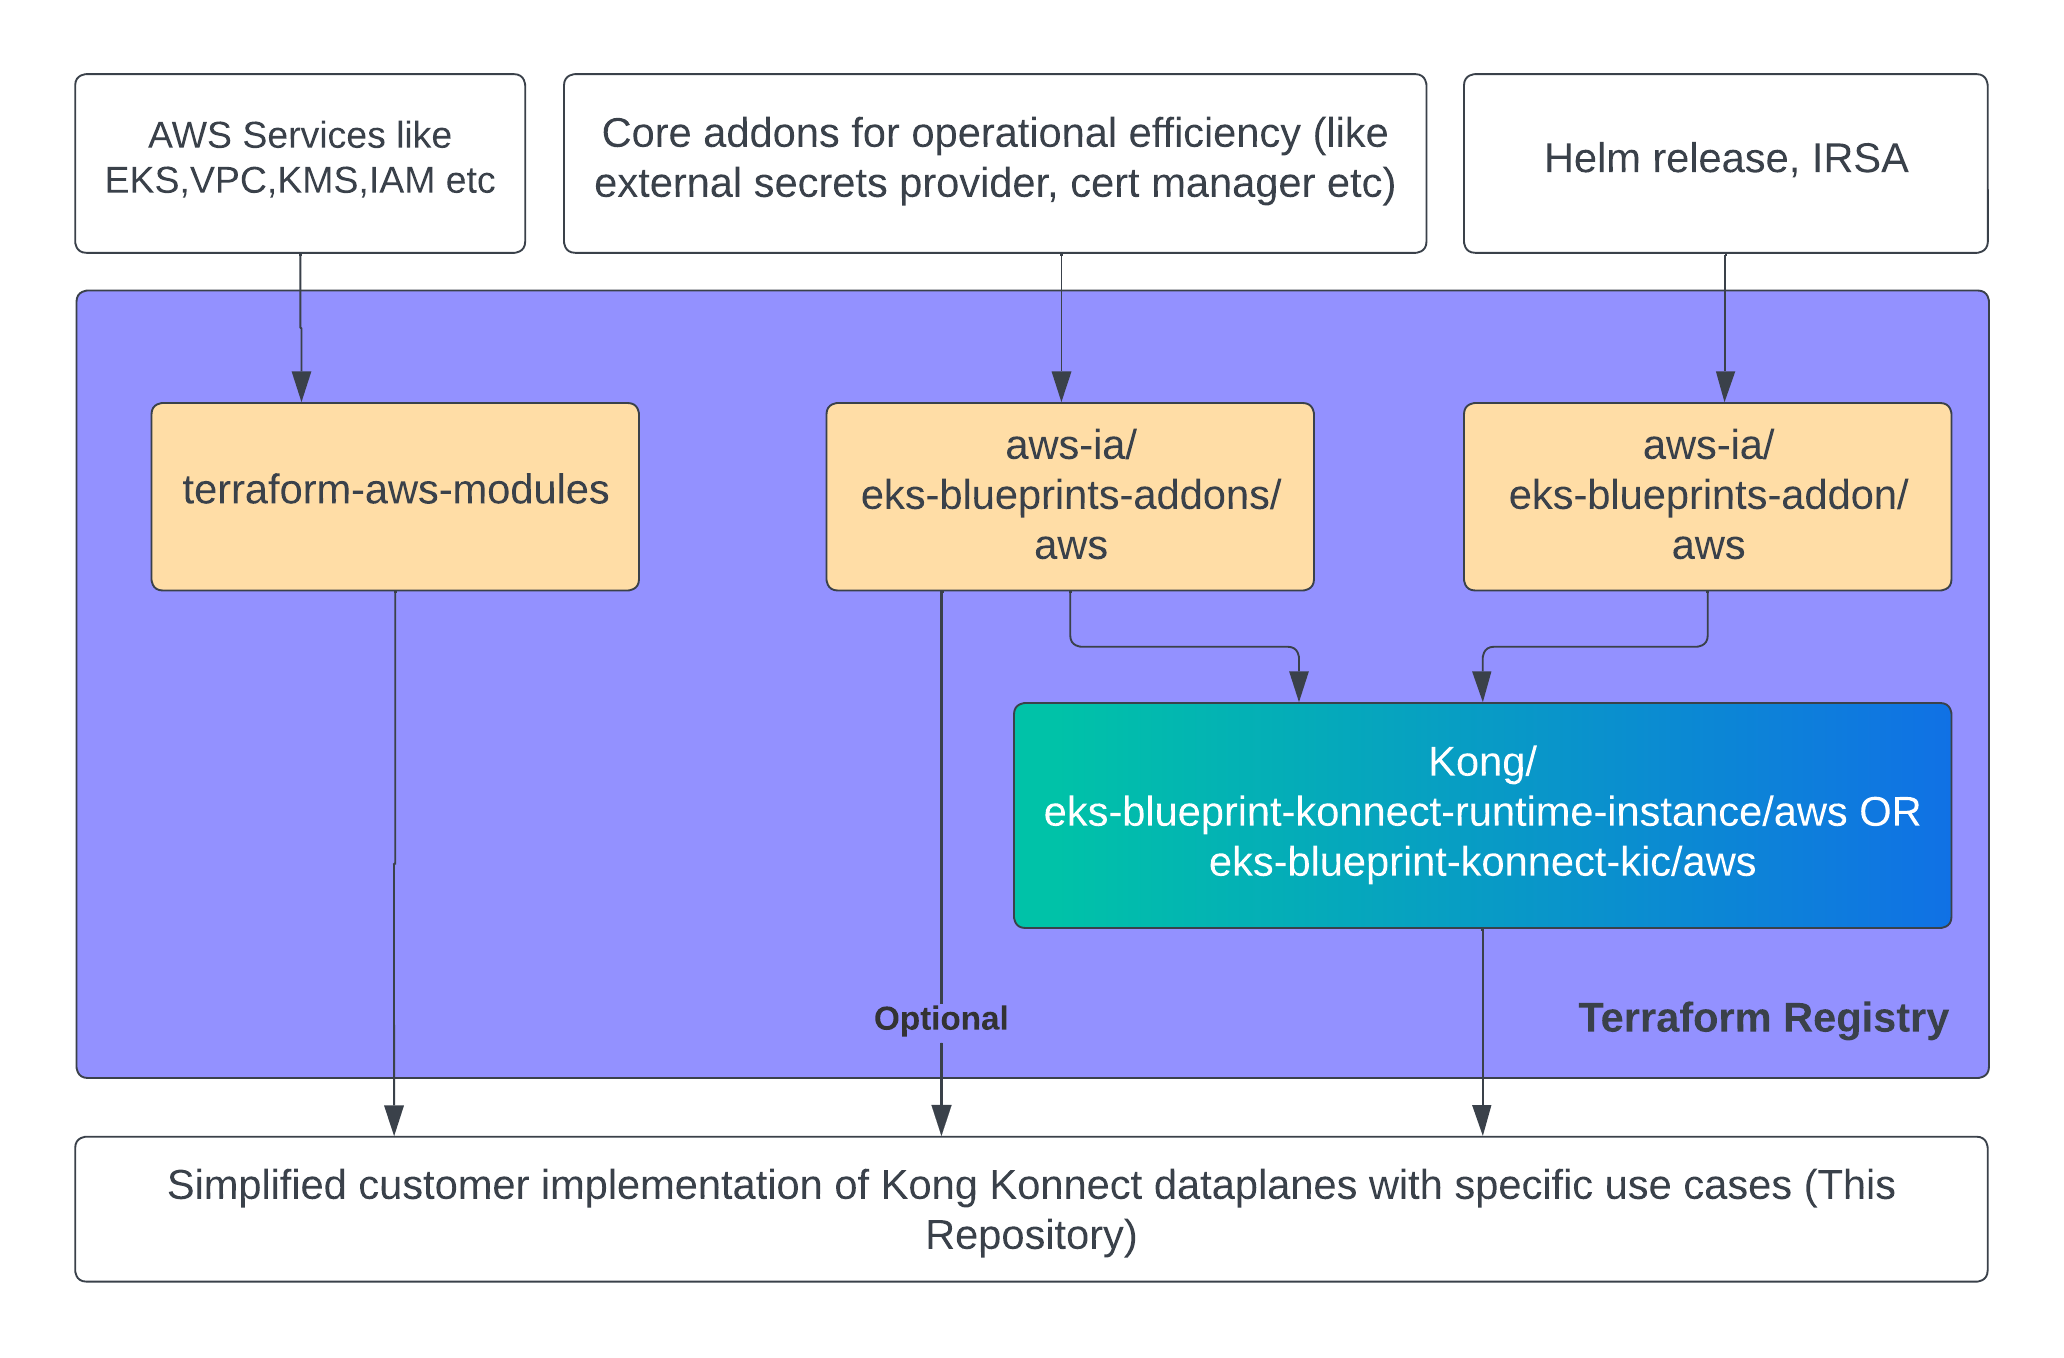 AWS Services like
EKS,VPC,KMS,IAM etc
Core addons for operational efficiency (like
external secrets provider, cert manager etc)
Helm release, IRSA
terraform-aws-modules
aws-ia/
eks-blueprints-addons/
aws
aws-ia/
eks-blueprints-addon/
aws
Kong/
eks-blueprint-konnect-runtime-instance/aws OR
eks-blueprint-konnect-kic/aws
Optional
Terraform Registry
Simplified customer implementation of Kong Konnect dataplanes with specific use cases (This
Repository)